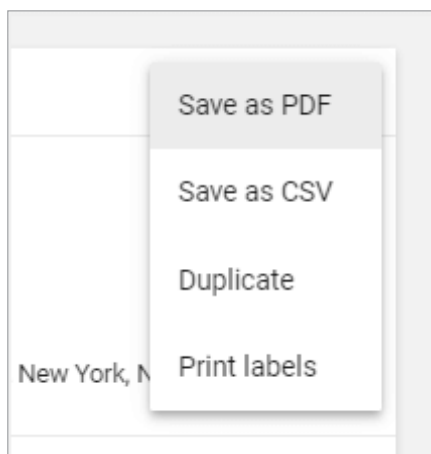 Save as PDF
Save as CSV
Duplicate
Print labels
New York, N